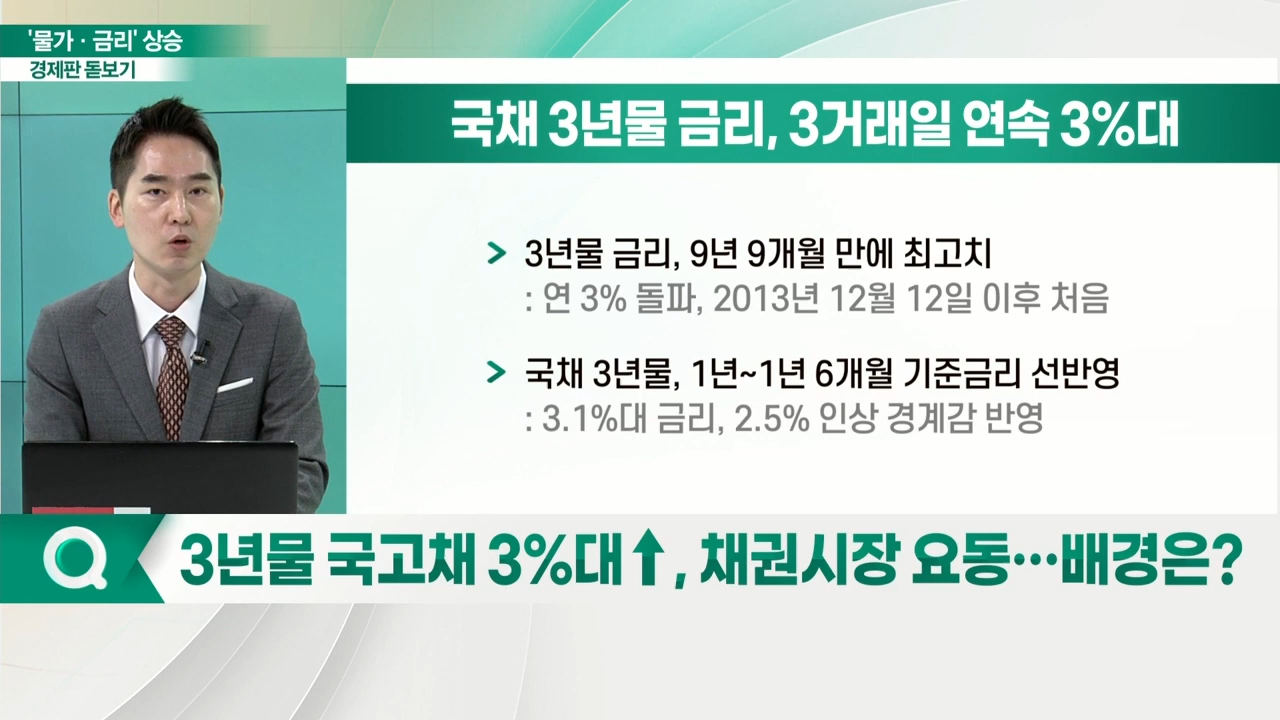 '물가·금리' 상승
경제판 돋보기
국채 3년물 금리, 3거래일 연속 3%대
> 3년물 금리, 9년 9개월 만에 최고치
: 연 3% 돌파, 2013년 12월 12일 이후 처음
> 국채 3년물, 1년~1년 6개월 기준금리 선반영
: 3.1%대 금리, 2.5% 인상 경계감 반영
Q 3년물 국고채 3%대↑, 채권시장 요동…배경은?